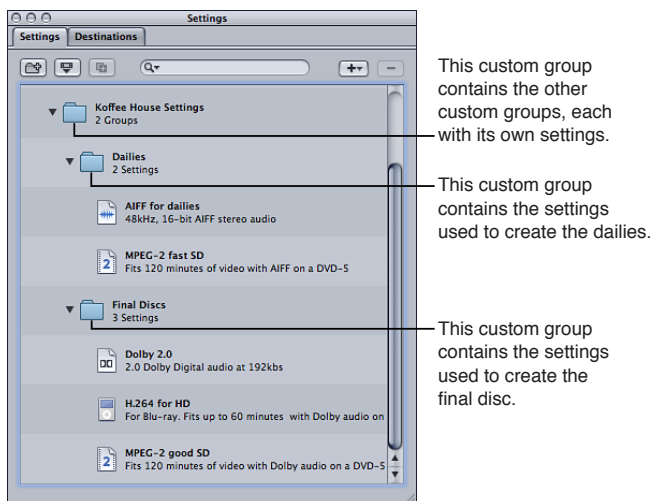 Settings
Settings
Destinations
Koffee House Settings
2 Groups
Dailies
2 Settings
AIFF for dailies
48kHz, 16-bit AIFF stereo audio
2
MPEG-2 fast SD
Fits 120 minutes of video with AIFF on a DVD-5
Final Discs
3 Settings
Dolby 2.0
2.0 Dolby Digital audio at 192kbs
H.264 for HD
For Blu-ray. Fits up to 60 minutes with Dolby audio on
2
MPEG-2 good SD
Fits 120 minutes of video with Dolby audio on a DVD-5
This custom group
contains the other
custom groups, each
with its own settings.
This custom group
contains the settings
used to create the dailies.
This custom group
contains the settings
used to create the
final disc.